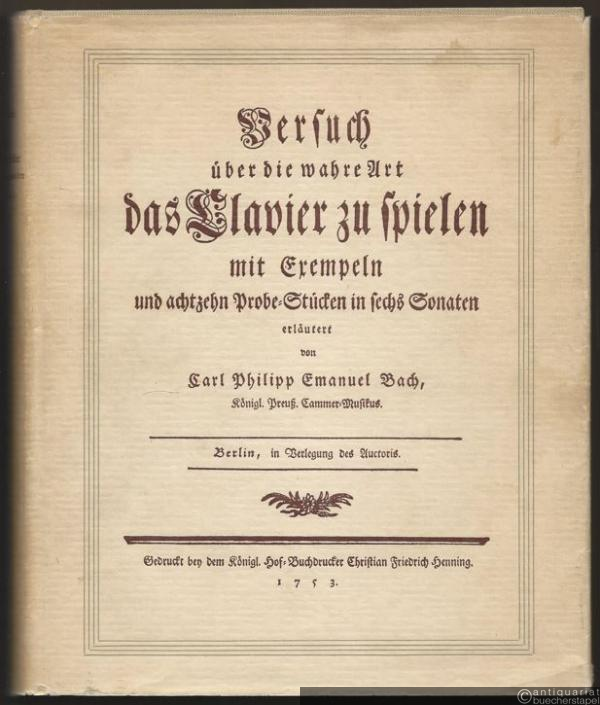 Versuch
über die wahre Art
das Clavier zu spielen
mit Exempeln
und achtzehn Probe-Stücken in sechs Sonaten
erläutert
von
Carl Philipp Emanuel Bach,
Königl. Preuß. Cammer-Musikus.
Berlin, in Verlegung des Auctoris.
Gedruckt bey dem Königl. Hof-Buchdrucker Christian Friedrich Henning.
1753.
© antiquariat
buecherstapel